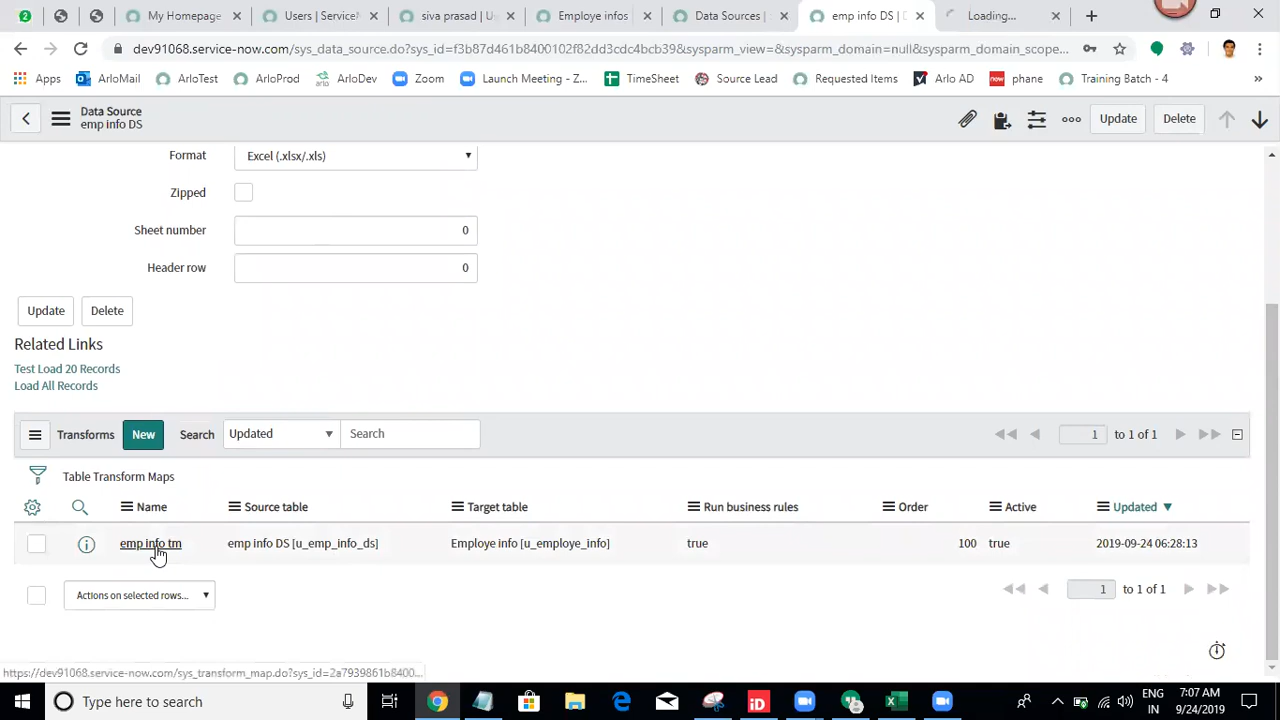 My Homepage
Users | Service
siva prasad | U
Employe infos
Data Sources |
emp info DS | D
Loading...
dev91068.service-now.com/sys_data_source.do?sys_id=f3b87d61b8400102f82dd3cdc4bcb39&sysparm_view=&sysparm_domain=null&sysparm_domain_scope...
Apps
ArloMail
ArloTest
ArloProd
ArloDev
Zoom
Launch Meeting - Z...
TimeSheet
Source Lead
Requested Items
Arlo AD
now phane
Training Batch - 4
»
Data Source
emp info DS
Update
Delete
Format
Excel (.xlsx/.xls)
Zipped
Sheet number
0
Header row
0
Update
Delete
Related Links
Test Load 20 Records
Load All Records
Transforms
New
Search
Updated
Search
1
to 1 of 1
Table Transform Maps
Name
Source table
Target table
Run business rules
Order
Active
Updated
emp info tm
emp info DS [u_emp_info_ds]
Employe info [u_employe_info]
true
100
true
2019-09-24 06:28:13
Actions on selected rows...
1
to 1 of 1
https://dev91068.service-now.com/sys_transform_map.do?sys_id=2a7939861b8400...
Type here to search
iD
ENG
IN
7:07 AM
9/24/2019